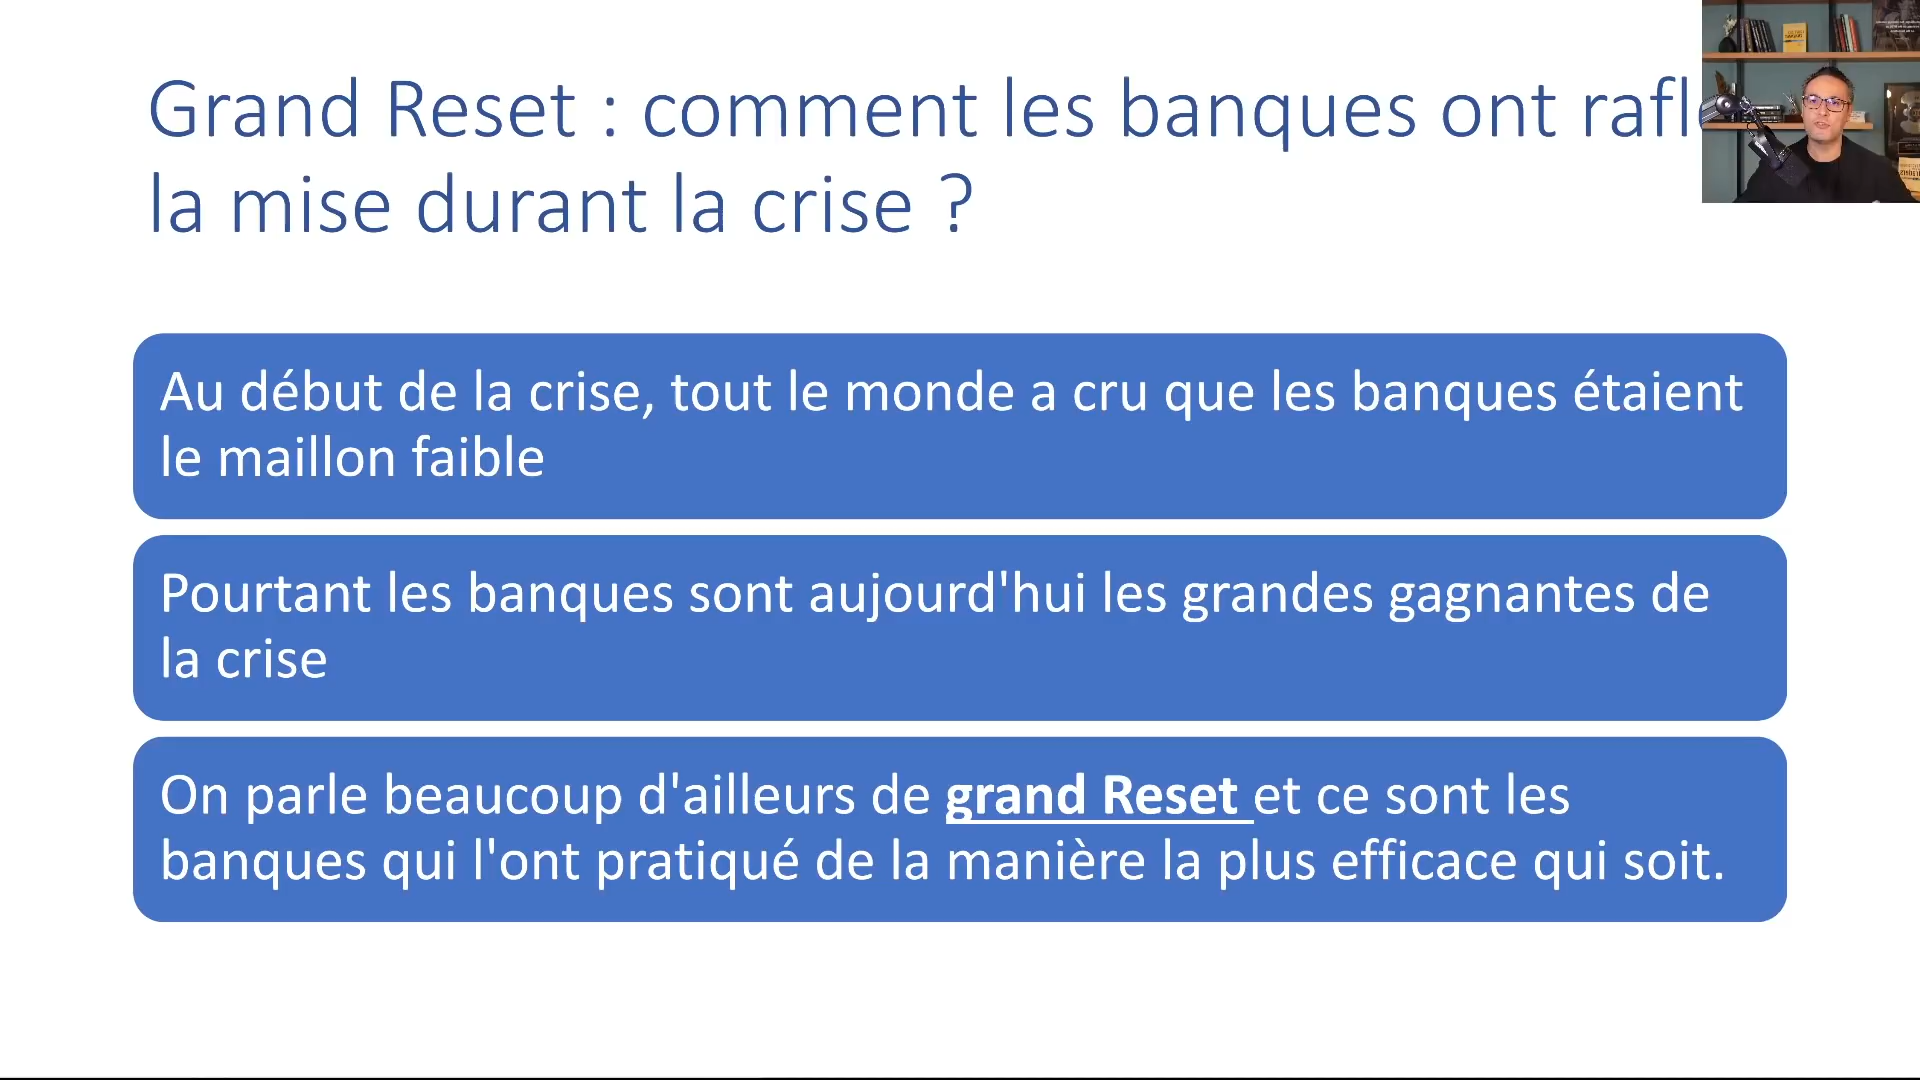 Grand Reset : comment les banques ont rafl
la mise durant la crise ?
Au début de la crise, tout le monde a cru que les banques étaient
le maillon faible
Pourtant les banques sont aujourd'hui les grandes gagnantes de
la crise
On parle beaucoup d'ailleurs de grand Reset et ce sont les
banques qui l'ont pratiqué de la manière la plus efficace qui soit.